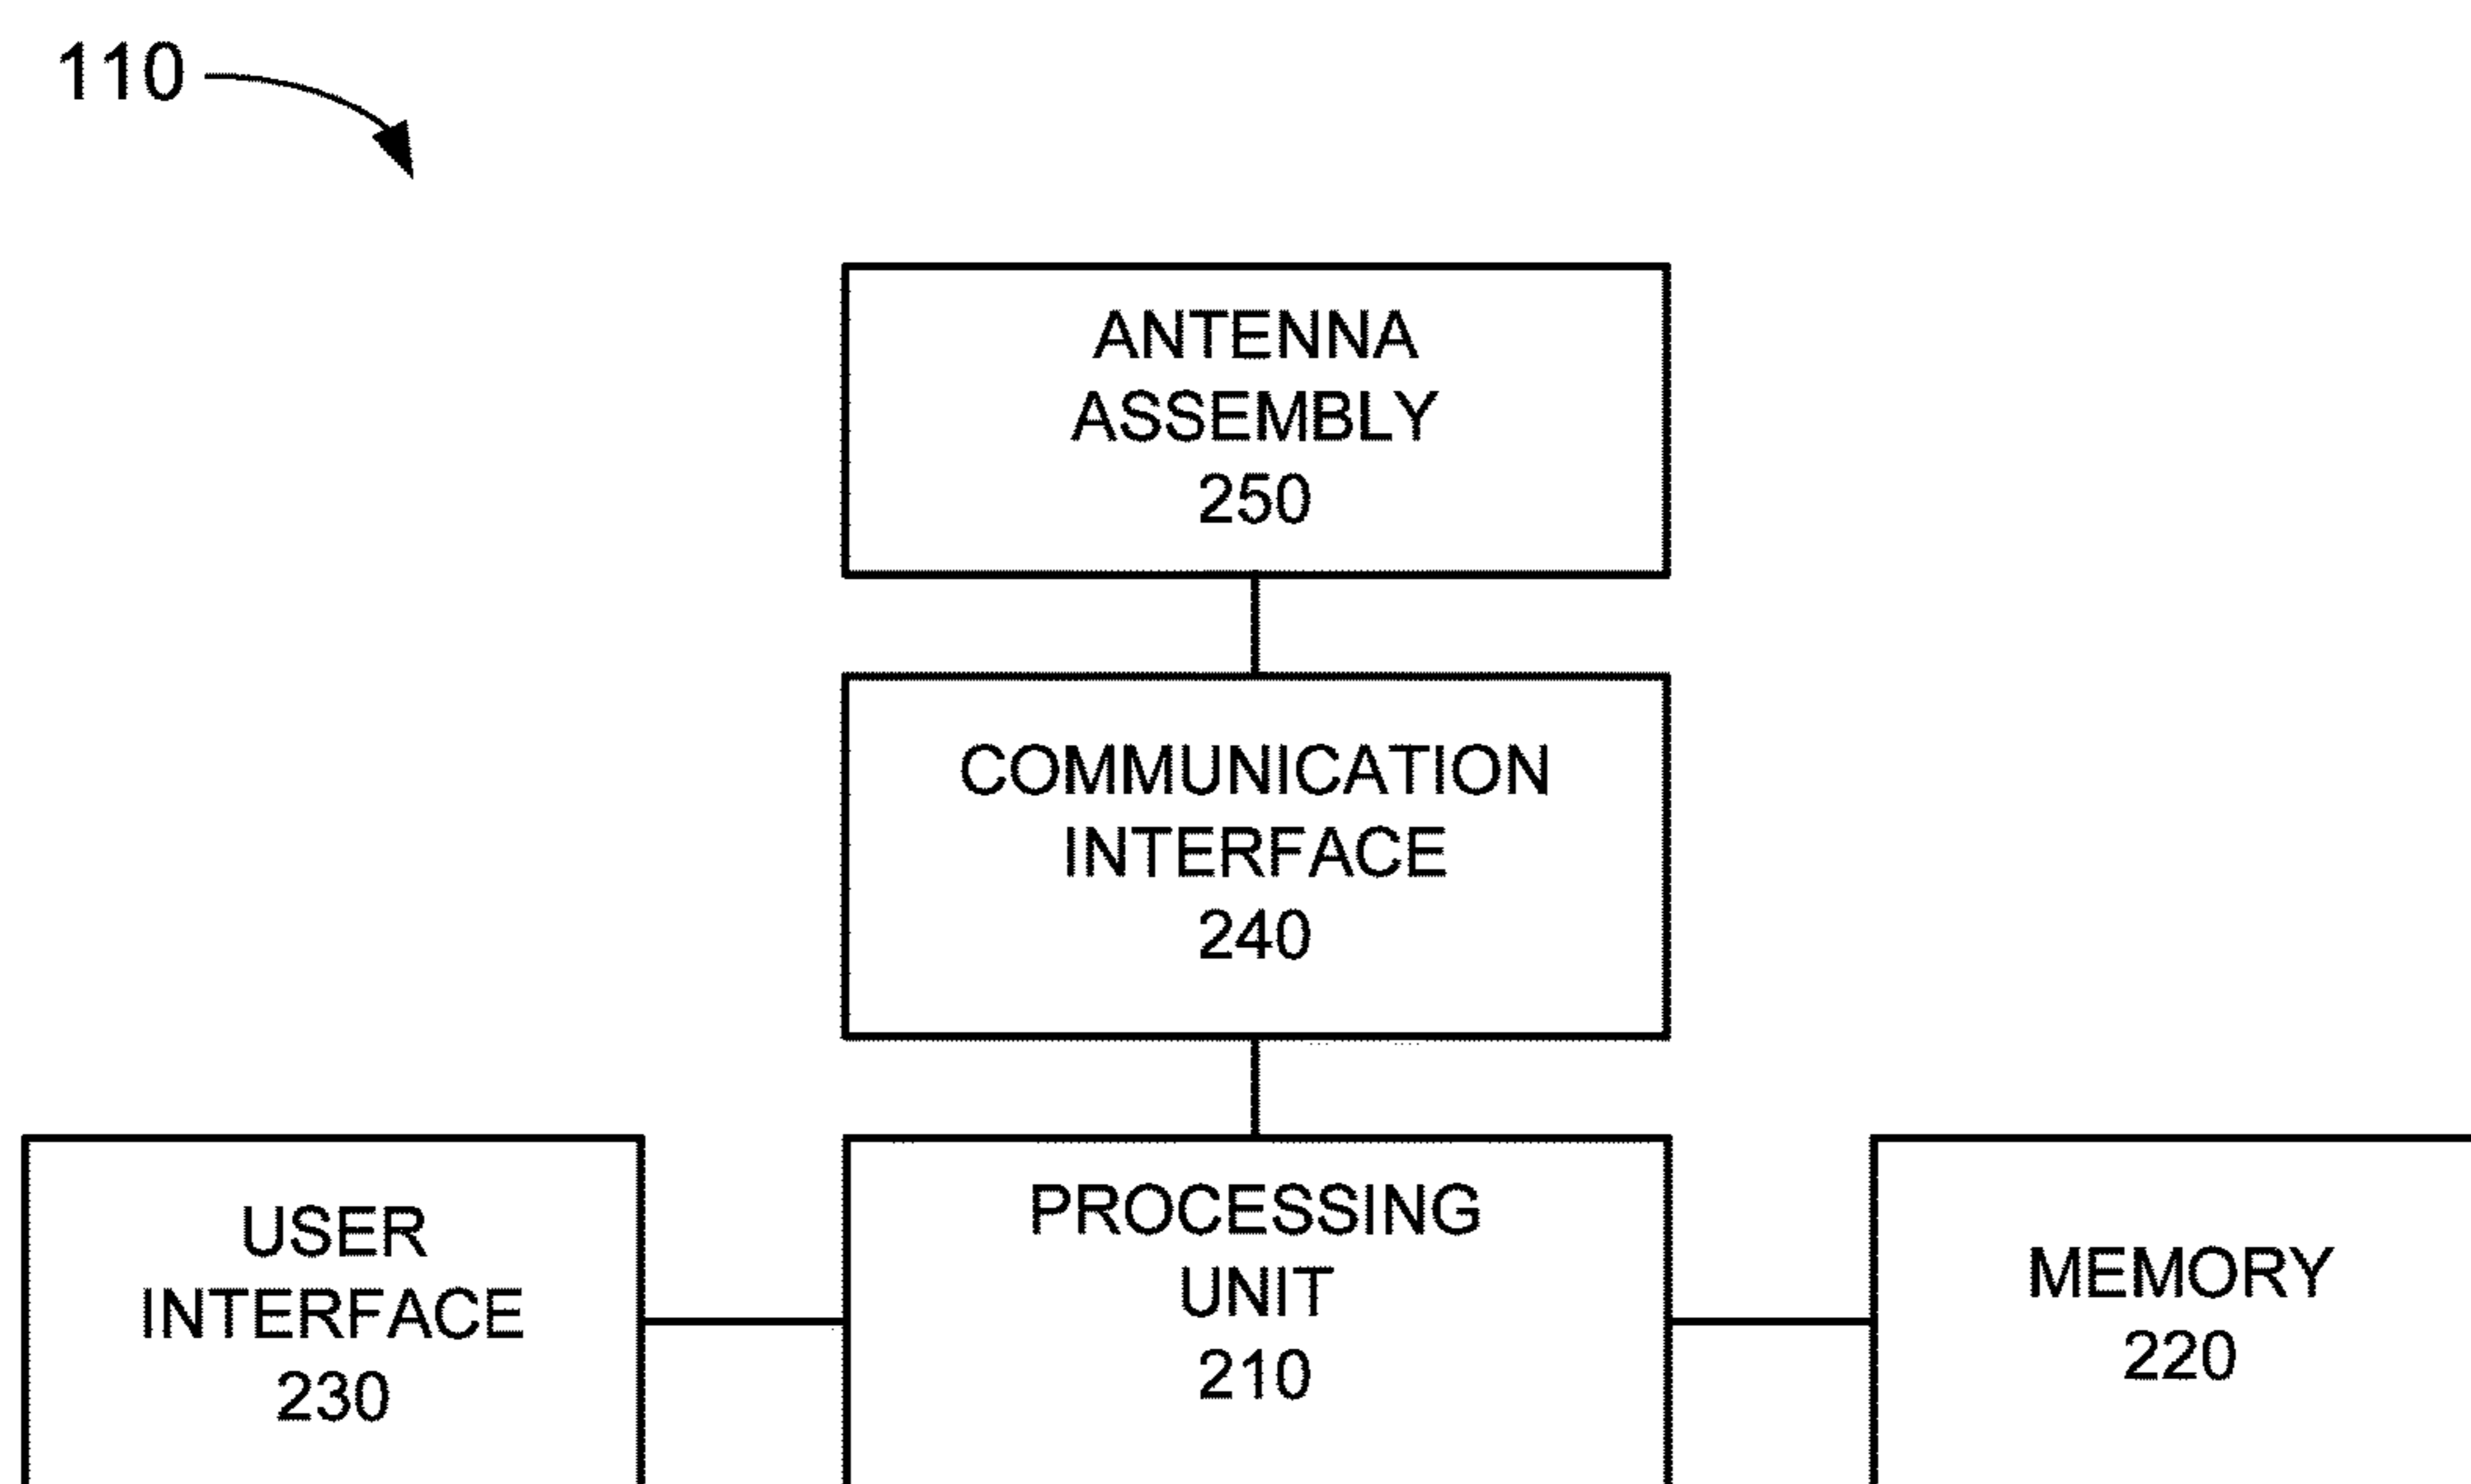 110
ANTENNA
ASSEMBLY
250
COMMUNICATION
INTERFACE
240
USER
INTERFACE
230
PROCESSING
UNIT
210
MEMORY
220